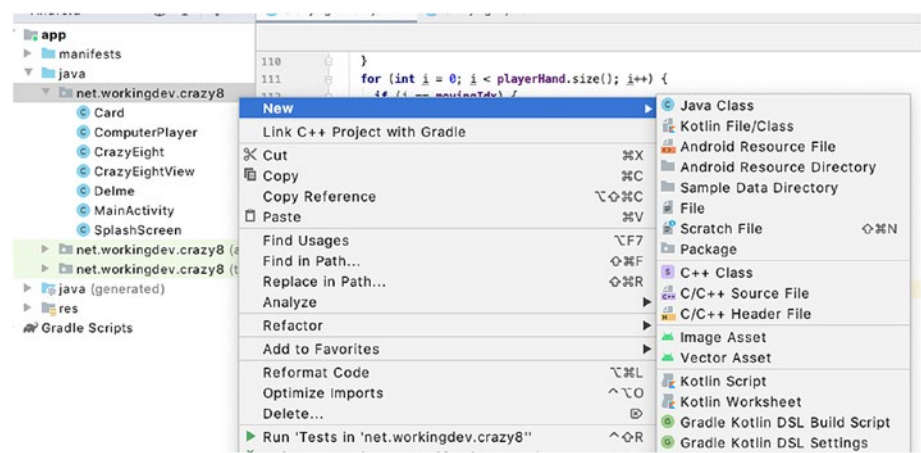 app
manifests
java
net.workingdev.crazy8
Card
ComputerPlayer
CrazyEight
CrazyEightView
Delme
MainActivity
SplashScreen
net.workingdev.crazy8 (a
net.workingdev.crazy8 (t
java (generated)
res
Gradle Scripts
110 }
111 for (int i = 0; i < playerHand.size(); i++) {
New
Link C++ Project with Gradle
Cut ⌘X
Copy ⌘C
Copy Reference ⌥⇧⌘C
Paste ⌘V
Find Usages ⌥F7
Find in Path... ⇧⌘F
Replace in Path... ⇧⌘R
Analyze
Refactor
Add to Favorites
Reformat Code ⌥⌘L
Optimize Imports ^⌥O
Delete... ⌦
Run 'Tests in 'net.workingdev.crazy8'' ^⇧R
Java Class
Kotlin File/Class
Android Resource File
Android Resource Directory
Sample Data Directory
File
Scratch File ⇧⌘N
Package
C++ Class
C/C++ Source File
C/C++ Header File
Image Asset
Vector Asset
Kotlin Script
Kotlin Worksheet
Gradle Kotlin DSL Build Script
Gradle Kotlin DSL Settings